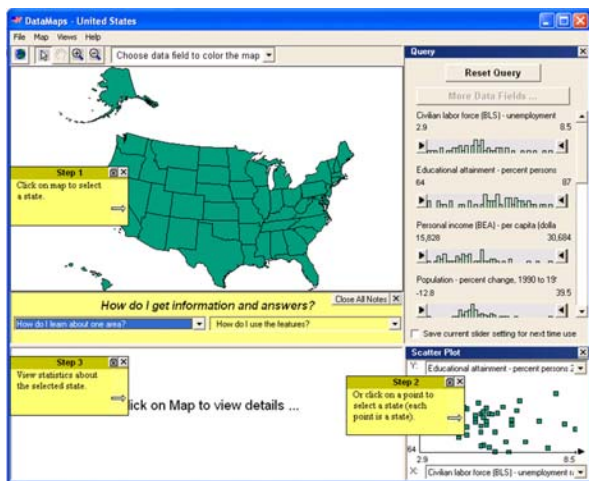 DataMaps - United States
File Map Views Help
Choose data field to color the map
Step 1
Click on map to select
a state.
How do I get information and answers?
Close All Notes
How do I learn about one area?
How do I use the features?
Step 3
View statistics about
the selected state.
lick on Map to view details ...
Step 2
Or click on a point to
select a state (each
point is a state).
Query
Reset Query
More Data Fields ...
Civilian labor force (BLS) - unemployment
2.9 8.5
Educational attainment - percent persons
64 87
Personal income (BEA) - per capita (dolla
15,828 30,684
Population - percent change, 1990 to 19
-12.8 39.5
Save current slider setting for next time use
Scatter Plot
Y: Educational attainment - percent persons 2
64
2.9 8.5
X: Civilian labor force (BLS) - unemployment